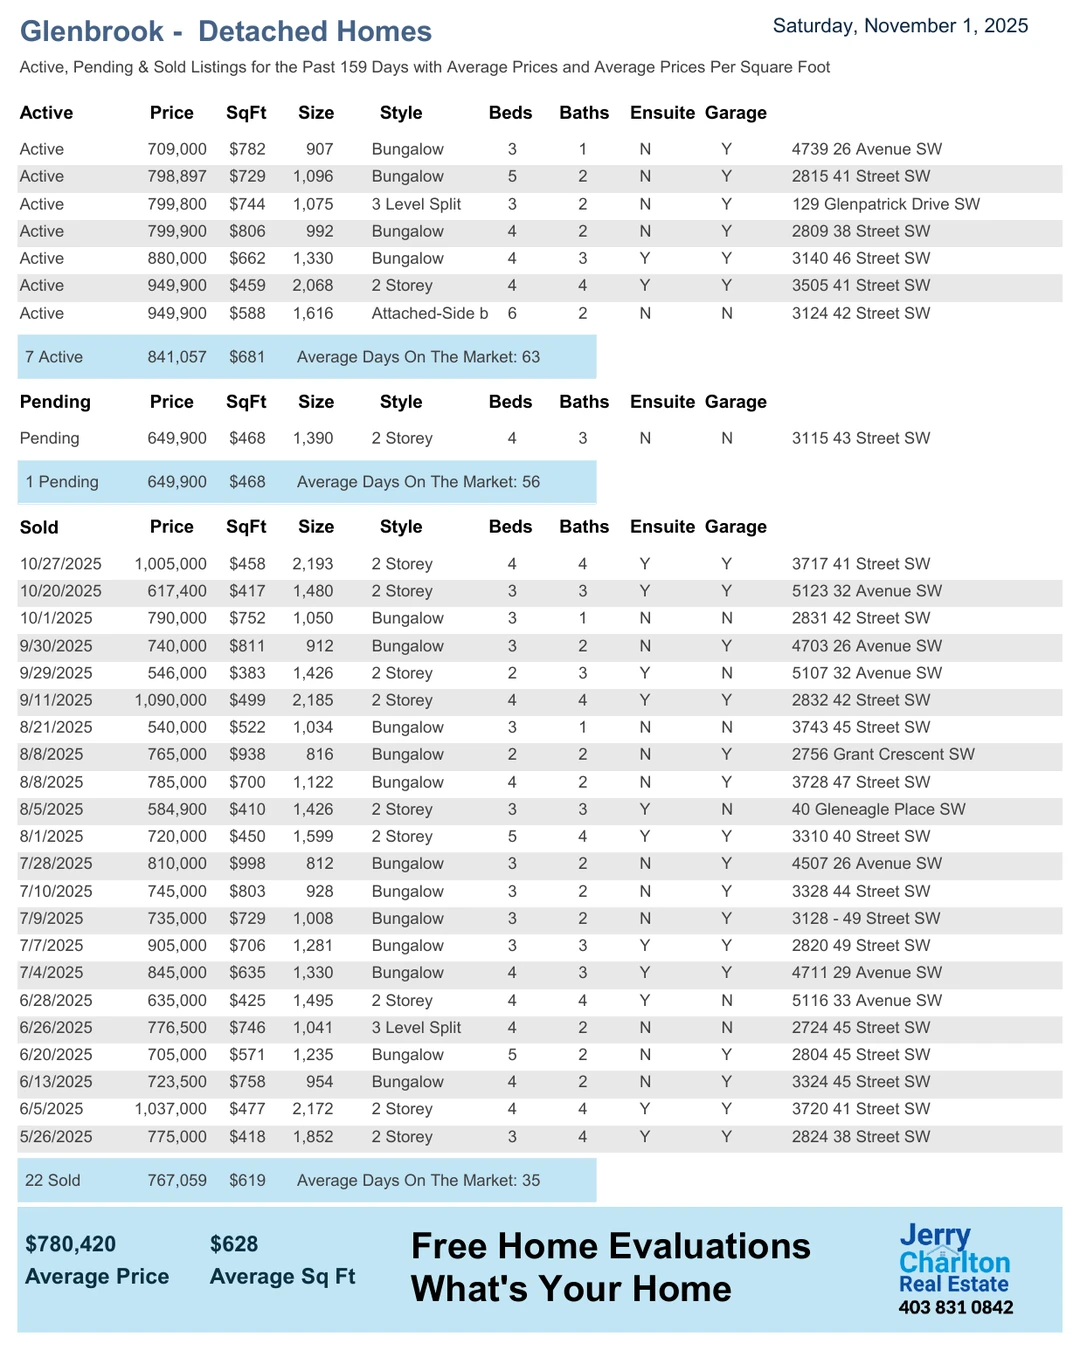 Glenbrook - Detached Homes
Saturday, November 1, 2025
Active, Pending & Sold Listings for the Past 159 Days with Average Prices and Average Prices Per Square Foot
Active Price SqFt Size Style Beds Baths Ensuite Garage
Active 709,000 $782 907 Bungalow 3 1 N Y 4739 26 Avenue SW
Active 798,897 $729 1,096 Bungalow 5 2 N Y 2815 41 Street SW
Active 799,800 $744 1,075 3 Level Split 3 2 N Y 129 Glenpatrick Drive SW
Active 799,900 $806 992 Bungalow 4 2 N Y 2809 38 Street SW
Active 880,000 $662 1,330 Bungalow 4 3 Y Y 3140 46 Street SW
Active 949,900 $459 2,068 2 Storey 4 4 Y Y 3505 41 Street SW
Active 949,900 $588 1,616 Attached-Side b 6 2 N N 3124 42 Street SW
7 Active 841,057 $681 Average Days On The Market: 63
Pending Price SqFt Size Style Beds Baths Ensuite Garage
Pending 649,900 $468 1,390 2 Storey 4 3 N N 3115 43 Street SW
1 Pending 649,900 $468 Average Days On The Market: 56
Sold Price SqFt Size Style Beds Baths Ensuite Garage
10/27/2025 1,005,000 $458 2,193 2 Storey 4 4 Y Y 3717 41 Street SW
10/20/2025 617,400 $417 1,480 2 Storey 3 3 Y Y 5123 32 Avenue SW
10/1/2025 790,000 $752 1,050 Bungalow 3 1 N N 2831 42 Street SW
9/30/2025 740,000 $811 912 Bungalow 3 2 N Y 4703 26 Avenue SW
9/29/2025 546,000 $383 1,426 2 Storey 2 3 Y N 5107 32 Avenue SW
9/11/2025 1,090,000 $499 2,185 2 Storey 4 4 Y Y 2832 42 Street SW
8/21/2025 540,000 $522 1,034 Bungalow 3 1 N N 3743 45 Street SW
8/8/2025 765,000 $938 816 Bungalow 2 2 N Y 2756 Grant Crescent SW
8/8/2025 785,000 $700 1,122 Bungalow 4 2 N Y 3728 47 Street SW
8/5/2025 584,900 $410 1,426 2 Storey 3 3 Y N 40 Gleneagle Place SW
8/1/2025 720,000 $450 1,599 2 Storey 5 4 Y Y 3310 40 Street SW
7/28/2025 810,000 $998 812 Bungalow 3 2 N Y 4507 26 Avenue SW
7/10/2025 745,000 $803 928 Bungalow 3 2 N Y 3328 44 Street SW
7/9/2025 735,000 $729 1,008 Bungalow 3 2 N Y 3128 - 49 Street SW
7/7/2025 905,000 $706 1,281 Bungalow 3 3 Y Y 2820 49 Street SW
7/4/2025 845,000 $635 1,330 Bungalow 4 3 Y Y 4711 29 Avenue SW
6/28/2025 635,000 $425 1,495 2 Storey 4 4 Y N 5116 33 Avenue SW
6/26/2025 776,500 $746 1,041 3 Level Split 4 2 N N 2724 45 Street SW
6/20/2025 705,000 $571 1,235 Bungalow 5 2 N Y 2804 45 Street SW
6/13/2025 723,500 $758 954 Bungalow 4 2 N Y 3324 45 Street SW
6/5/2025 1,037,000 $477 2,172 2 Storey 4 4 Y Y 3720 41 Street SW
5/26/2025 775,000 $418 1,852 2 Storey 3 4 Y Y 2824 38 Street SW
22 Sold 767,059 $619 Average Days On The Market: 35
$780,420 $628
Average Price Average Sq Ft
Free Home Evaluations
What's Your Home
Jerry
Charlton
Real Estate
403 831 0842